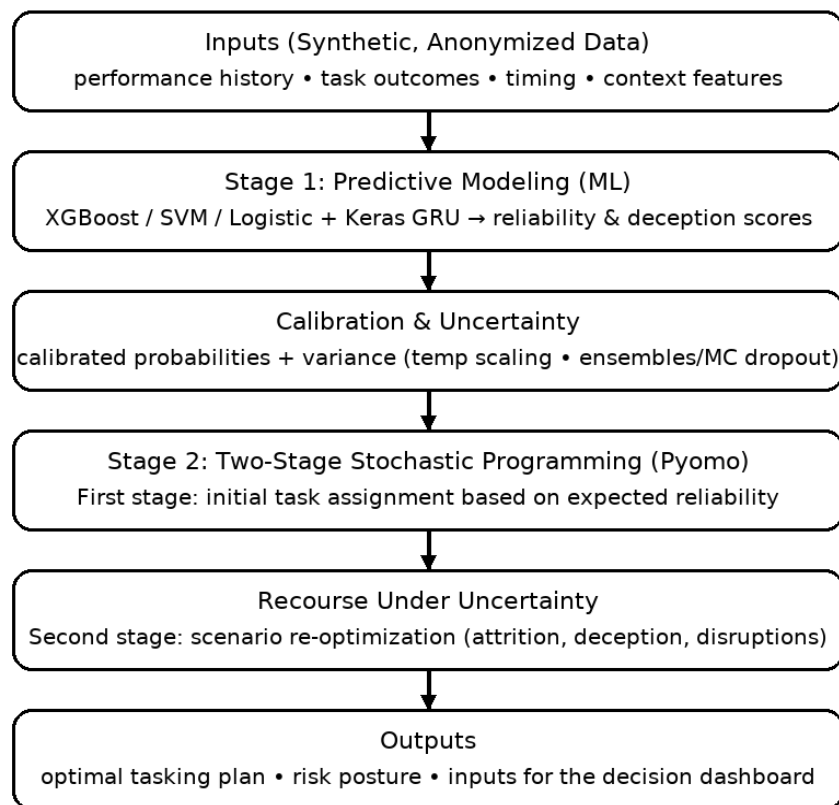 Inputs (Synthetic, Anonymized Data)
performance history • task outcomes • timing • context features
Stage 1: Predictive Modeling (ML)
XGBoost / SVM / Logistic + Keras GRU → reliability & deception scores
Calibration & Uncertainty
calibrated probabilities + variance (temp scaling • ensembles/MC dropout)
Stage 2: Two-Stage Stochastic Programming (Pyomo)
First stage: initial task assignment based on expected reliability
Recourse Under Uncertainty
Second stage: scenario re-optimization (attrition, deception, disruptions)
Outputs
optimal tasking plan • risk posture • inputs for the decision dashboard